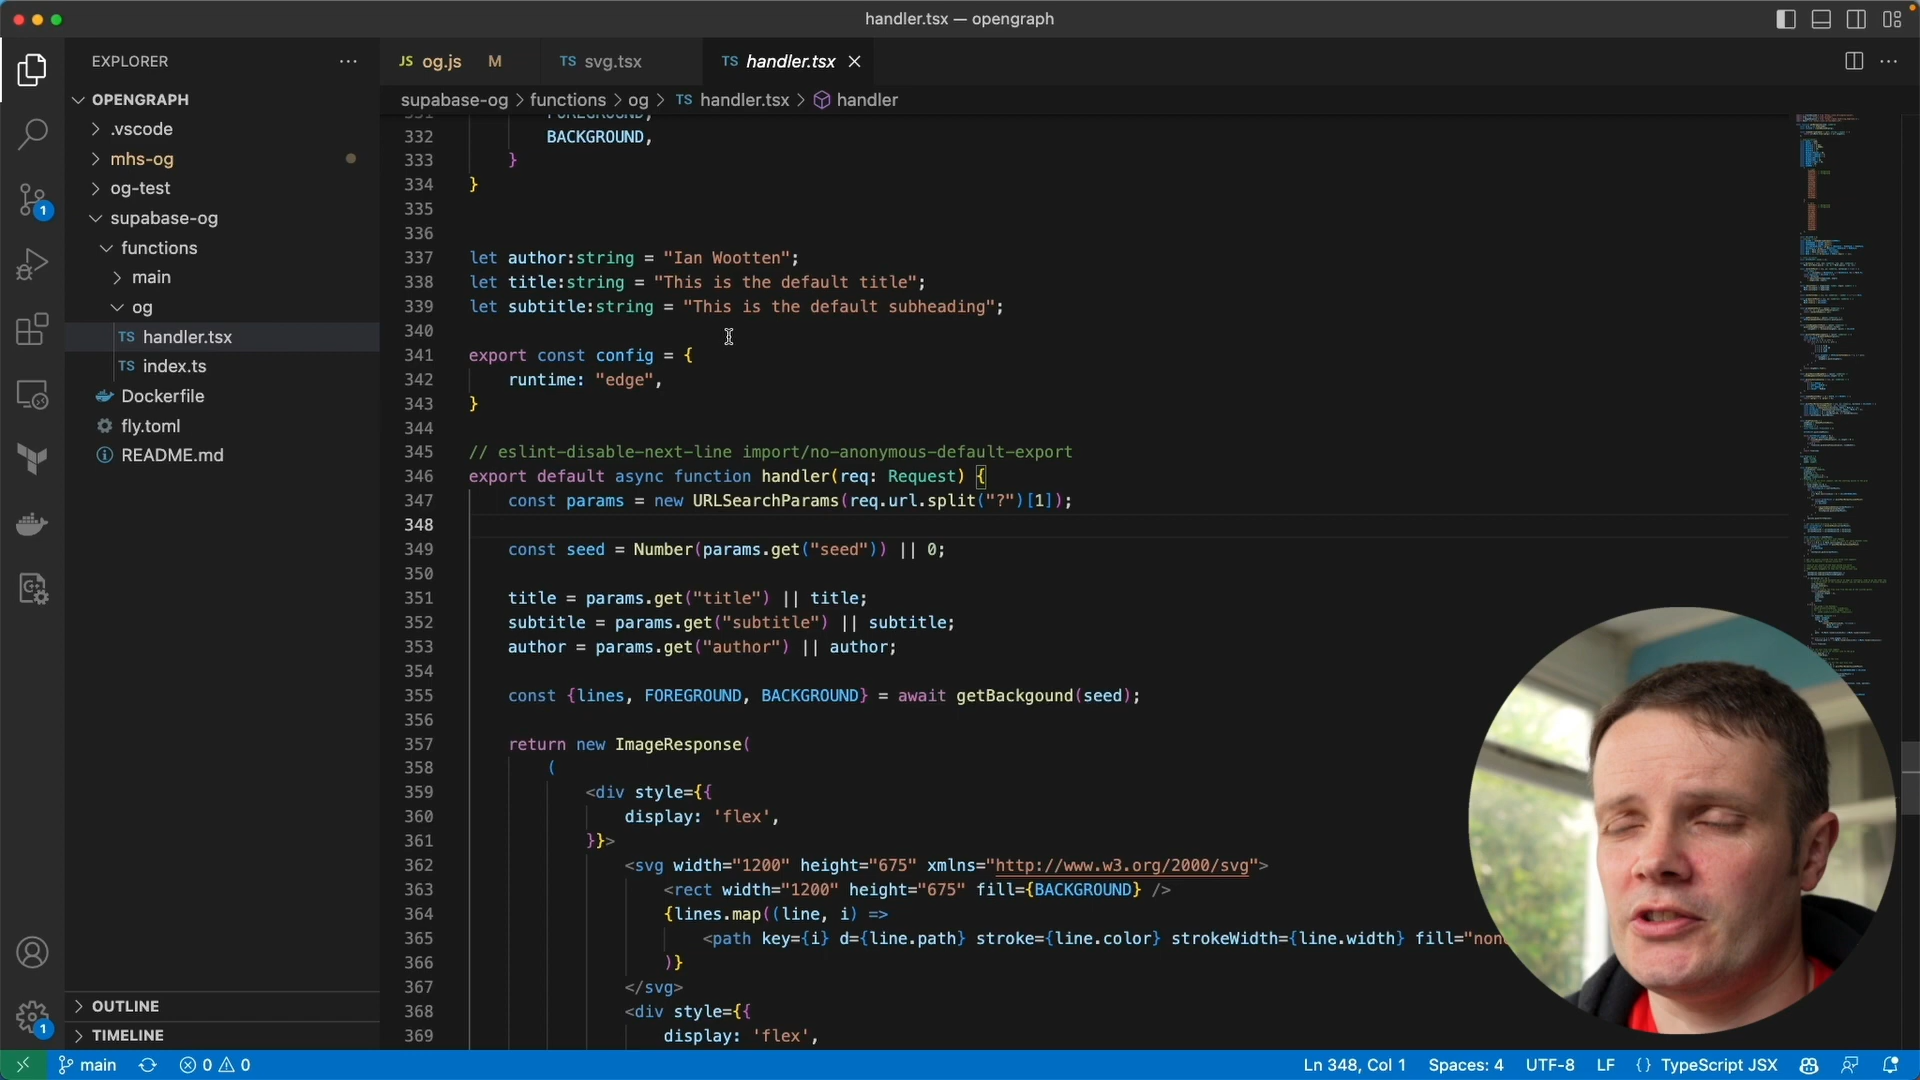 handler.tsx — opengraph
EXPLORER
JS og.js M
TS svg.tsx
TS handler.tsx
OPENGRAPH
supabase-og > functions > og > TS handler.tsx > handler
.vscode
mhs-og
og-test
supabase-og
functions
main
og
TS handler.tsx
TS index.ts
Dockerfile
fly.toml
README.md
OUTLINE
TIMELINE
331 FOREGROUND,
332 BACKGROUND,
333 }
334 }
335
336
337 let author:string = "Ian Wootten";
338 let title:string = "This is the default title";
339 let subtitle:string = "This is the default subheading";
340
341 export const config = {
342 runtime: "edge",
343 }
344
345 // eslint-disable-next-line import/no-anonymous-default-export
346 export default async function handler(req: Request) {
347 const params = new URLSearchParams(req.url.split("?")[1]);
348
349 const seed = Number(params.get("seed")) || 0;
350
351 title = params.get("title") || title;
352 subtitle = params.get("subtitle") || subtitle;
353 author = params.get("author") || author;
354
355 const {lines, FOREGROUND, BACKGROUND} = await getBackgound(seed);
356
357 return new ImageResponse(
358 (
359 <div style={{
360 display: 'flex',
361 }}>
362 <svg width="1200" height="675" xmlns="http://www.w3.org/2000/svg">
363 <rect width="1200" height="675" fill={BACKGROUND} />
364 {lines.map((line, i) =>
365 <path key={i} d={line.path} stroke={line.color} strokeWidth={line.width} fill="non
366 )}
367 </svg>
368 <div style={{
369 display: 'flex',
1
1
main
0
0
Ln 348, Col 1
Spaces: 4
UTF-8
LF
{} TypeScript JSX